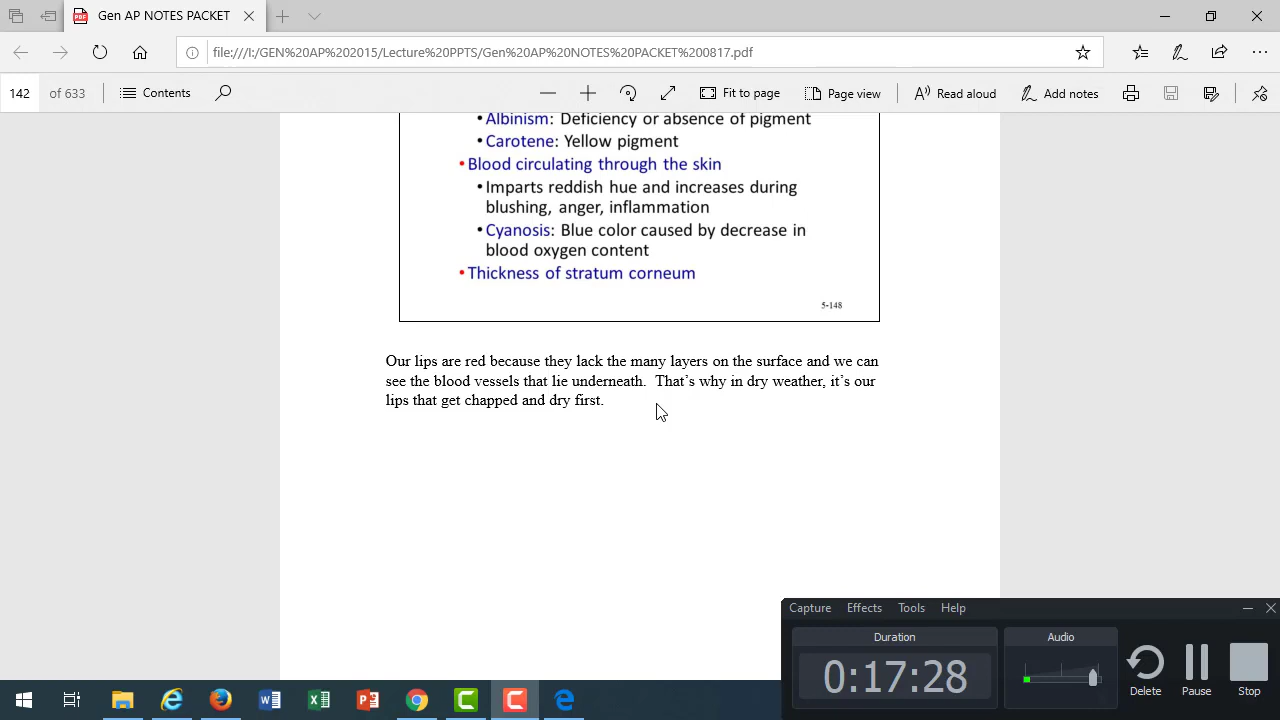 Gen AP NOTES PACKET
file:///I:/GEN%20AP%202015/Lecture%20PPTS/Gen%20AP%20NOTES%20PACKET%200817.pdf
142 of 633 Contents Fit to page Page view Read aloud Add notes
• Albinism: Deficiency or absence of pigment
• Carotene: Yellow pigment
• Blood circulating through the skin
• Imparts reddish hue and increases during
blushing, anger, inflammation
• Cyanosis: Blue color caused by decrease in
blood oxygen content
• Thickness of stratum corneum
5-148
Our lips are red because they lack the many layers on the surface and we can
see the blood vessels that lie underneath.  That’s why in dry weather, it’s our
lips that get chapped and dry first.
Capture Effects Tools Help
Duration Audio
0:17:28
Delete Pause Stop